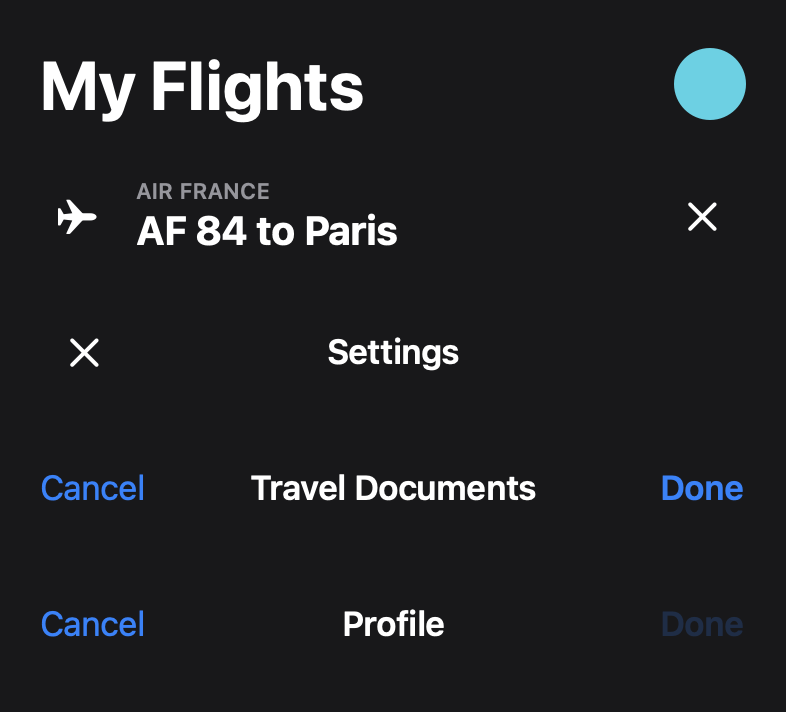 My Flights
AIR FRANCE
AF 84 to Paris
Settings
Cancel Travel Documents Done
Cancel Profile Done